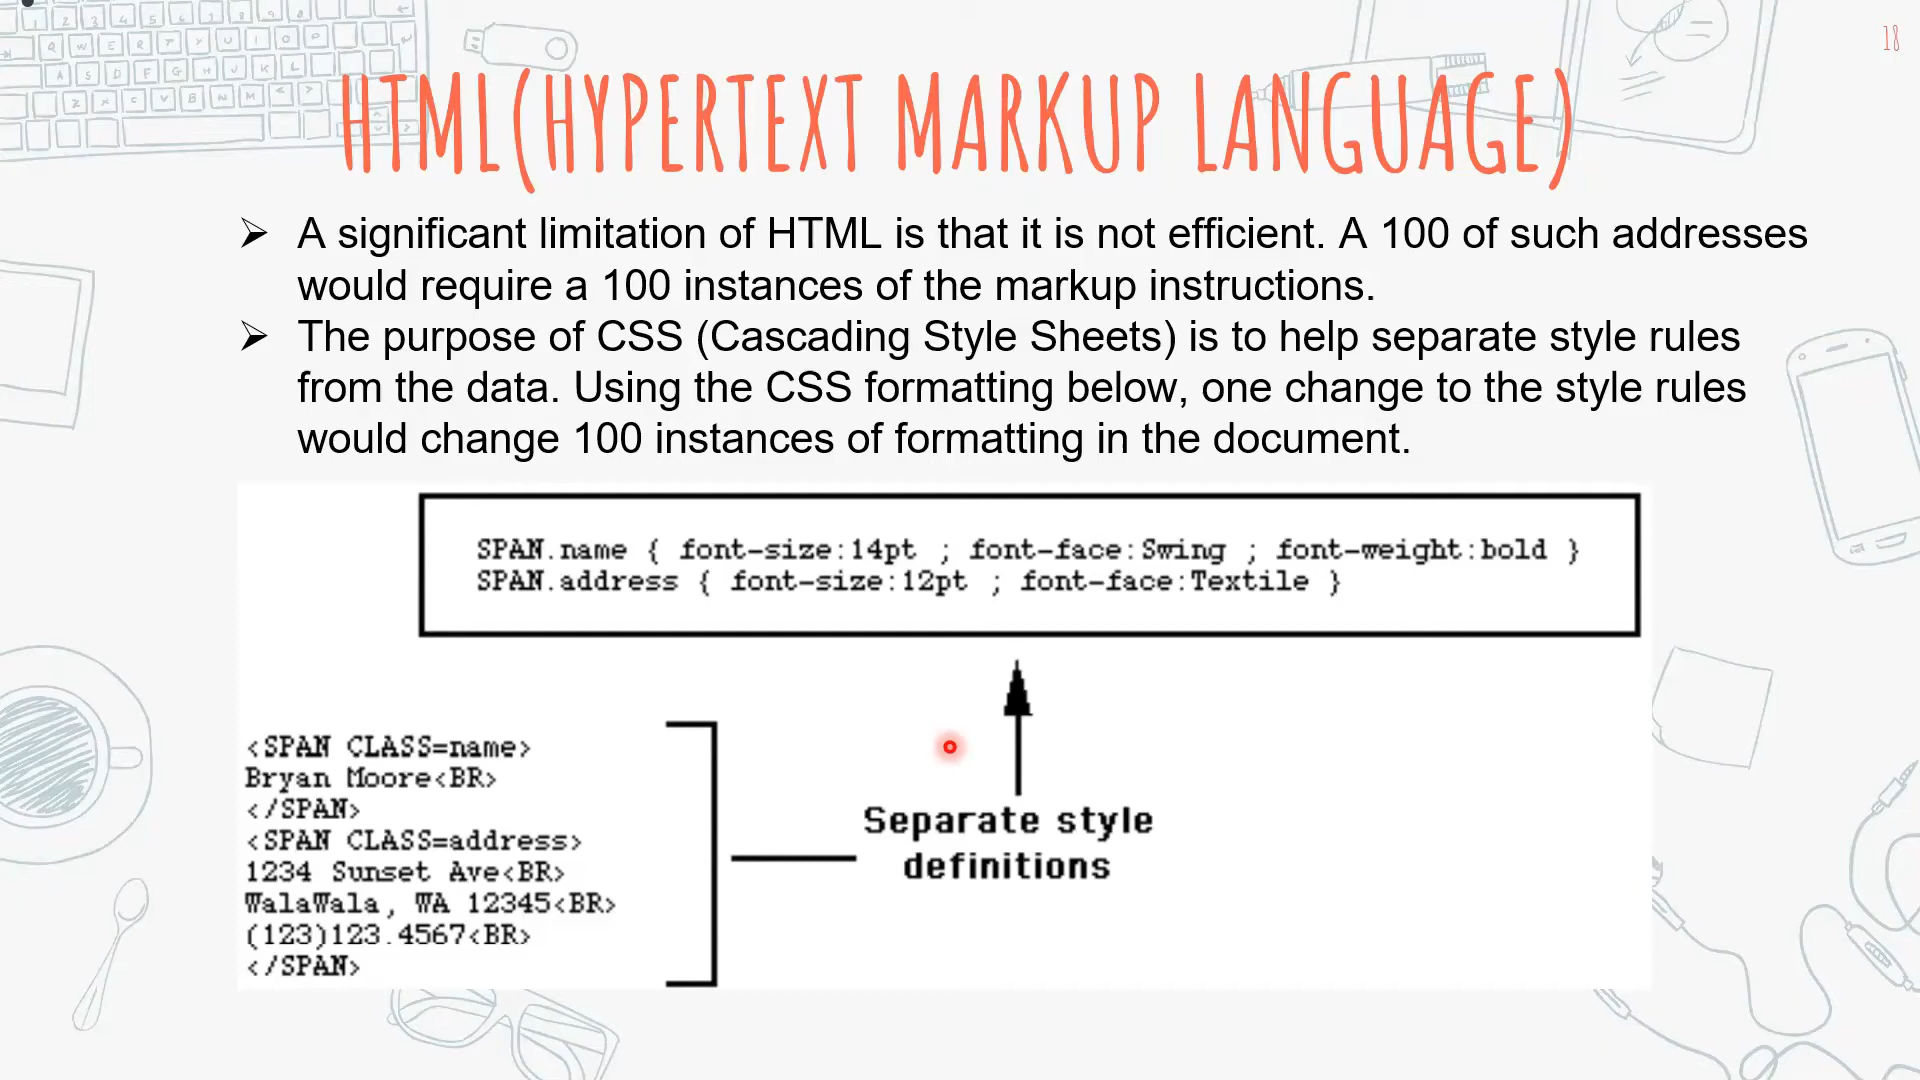 18
HTML(HYPERTEXT MARKUP LANGUAGE)
➢ A significant limitation of HTML is that it is not efficient. A 100 of such addresses
would require a 100 instances of the markup instructions.
➢ The purpose of CSS (Cascading Style Sheets) is to help separate style rules
from the data. Using the CSS formatting below, one change to the style rules
would change 100 instances of formatting in the document.
SPAN.name { font-size:14pt ; font-face:Swing ; font-weight:bold }
SPAN.address { font-size:12pt ; font-face:Textile }
<SPAN CLASS=name>
Bryan Moore<BR>
</SPAN>
<SPAN CLASS=address>
1234 Sunset Ave<BR>
WalaWala, WA 12345<BR>
(123)123.4567<BR>
</SPAN>
Separate style
definitions